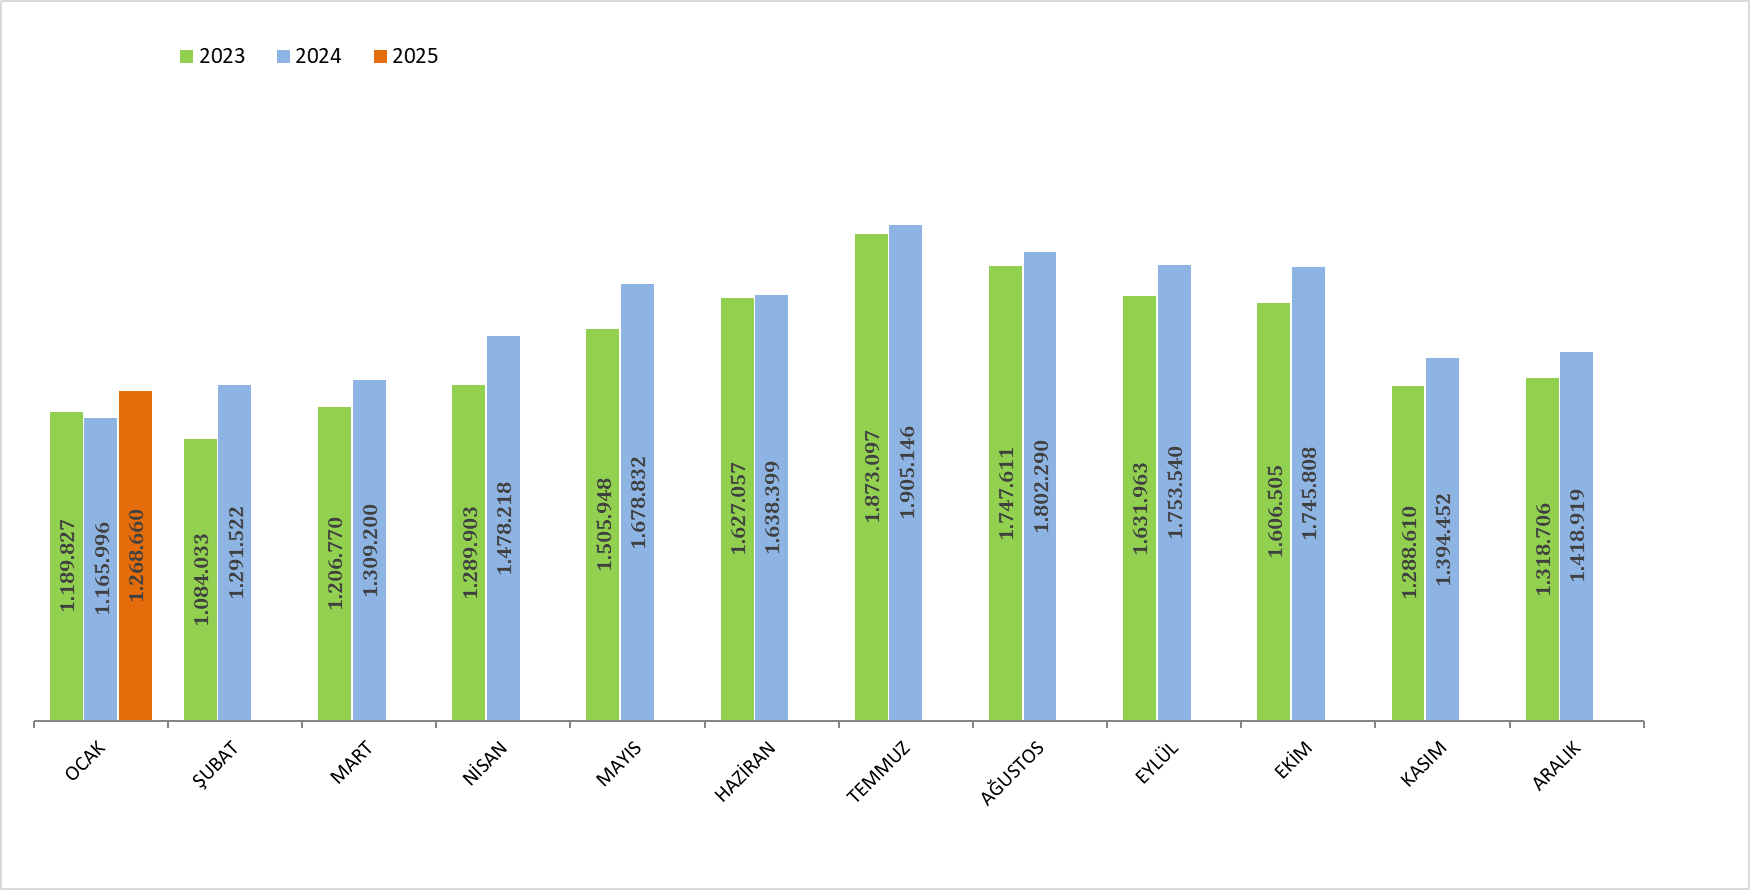 2023 2024 2025
1.189.827
1.165.996
1.268.660
1.084.033
1.291.522
1.206.770
1.309.200
1.289.903
1.478.218
1.505.948
1.678.832
1.627.057
1.638.399
1.873.097
1.905.146
1.747.611
1.802.290
1.631.963
1.753.540
1.606.505
1.745.808
1.288.610
1.394.452
1.318.706
1.418.919
OCAK
ŞUBAT
MART
NİSAN
MAYIS
HAZİRAN
TEMMUZ
AĞUSTOS
EYLÜL
EKİM
KASIM
ARALIK